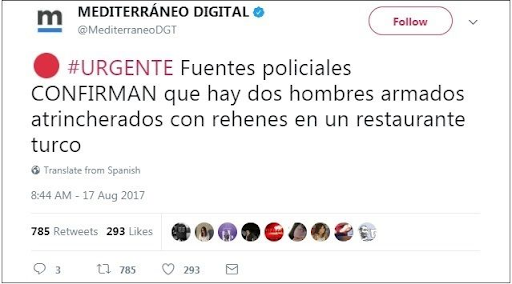 m MEDITERRÁNEO DIGITAL
@MediterraneoDGT
Follow
#URGENTE Fuentes policiales
CONFIRMAN que hay dos hombres armados
atrincherados con rehenes en un restaurante
turco
Translate from Spanish
8:44 AM - 17 Aug 2017
785 Retweets 293 Likes
3 785 293